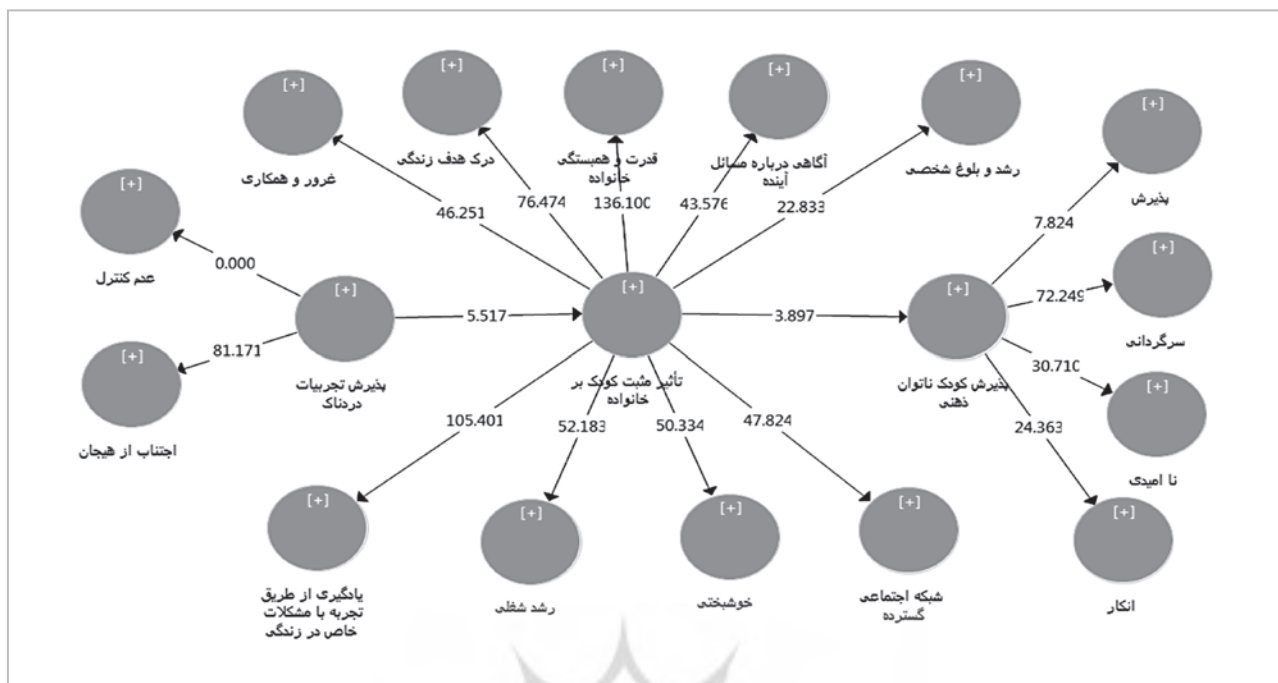 [+]
[+]
[+]
[+]
[+]
[+]
غرور و همکاری
درک هدف زندگی
قدرت و همبستگی
خانواده
آگاهی درباره مسائل
آینده
رشد و بلوغ شخصی
پذیرش
46.251
76.474
136.100
43.576
22.833
7.824
[+]
عدم کنترل
0.000
[+]
پذیرش تجربیات
دردناک
5.517
[+]
تأثیر مثبت کودک بر
خانواده
3.897
[+]
پذیرش کودک ناتوان
ذهنی
72.249
[+]
سرگردانی
81.171
[+]
اجتناب از هیجان
30.710
[+]
نا امیدی
105.401
52.183
50.334
47.824
24.363
[+]
[+]
[+]
[+]
[+]
یادگیری از طریق
تجربه با مشکلات
خاص در زندگی
رشد شغلی
خوشبختی
شبکه اجتماعی
گسترده
انکار